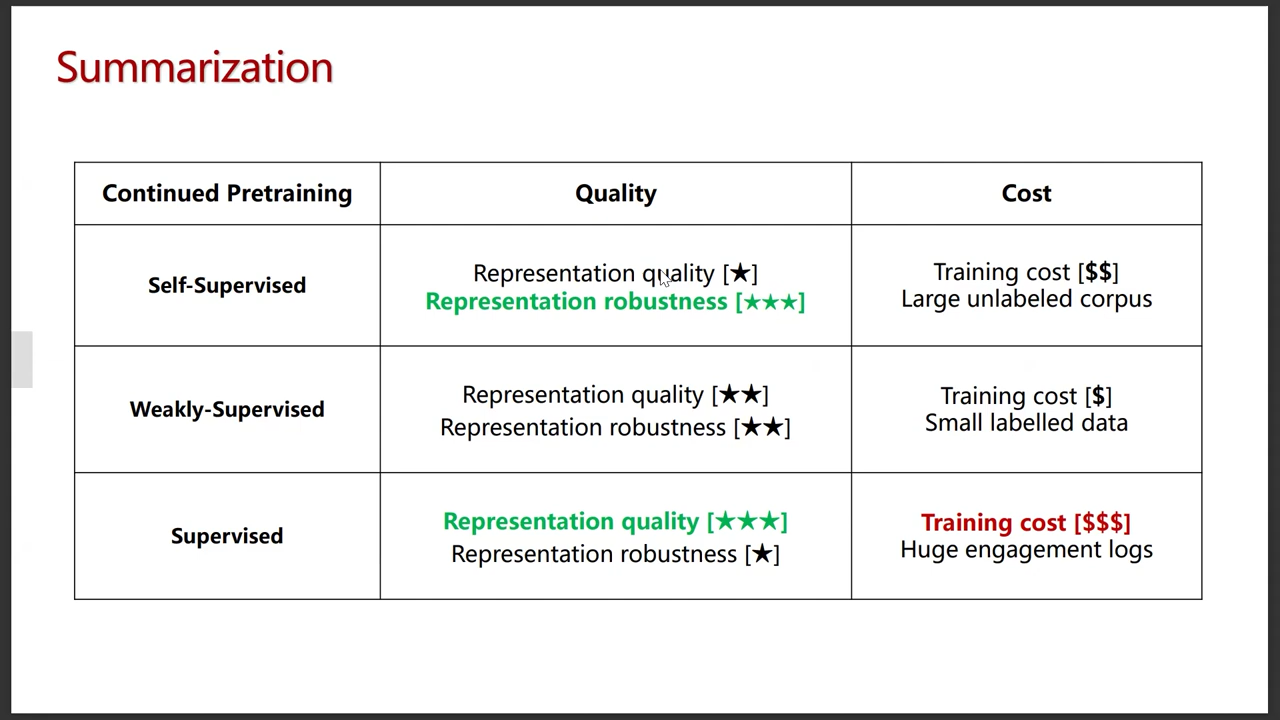 Summarization
Continued Pretraining
Quality
Cost
Self-Supervised
Representation quality [★]
Representation robustness [★★★]
Training cost [$$]
Large unlabeled corpus
Weakly-Supervised
Representation quality [★★]
Representation robustness [★★]
Training cost [$]
Small labelled data
Supervised
Representation quality [★★★]
Representation robustness [★]
Training cost [$$$]
Huge engagement logs